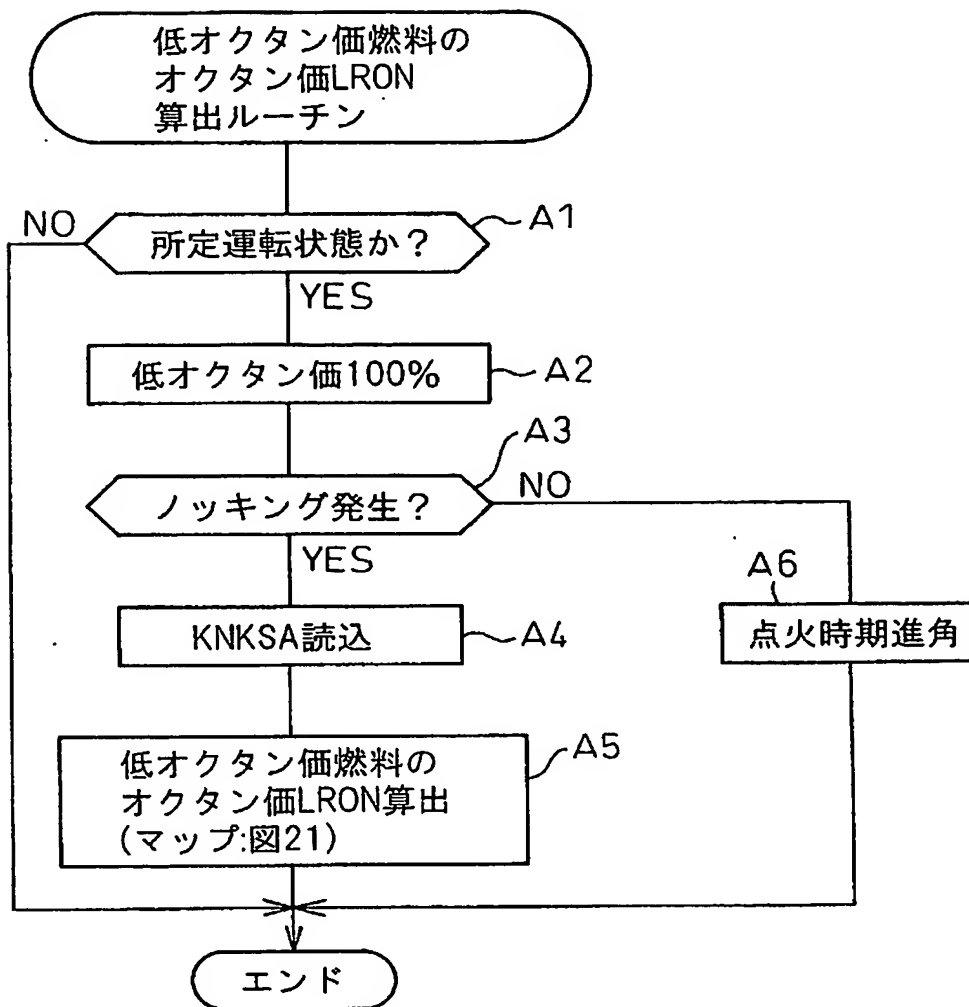 低オクタン価燃料の
オクタン価LRON
算出ルーチン
NO
所定運転状態か?
A1
YES
低オクタン価100%
A2
A3
ノッキング発生?
NO
YES
A6
KNKSA読込
A4
点火時期進角
A5
低オクタン価燃料の
オクタン価LRON算出
(マップ:図21)
エンド